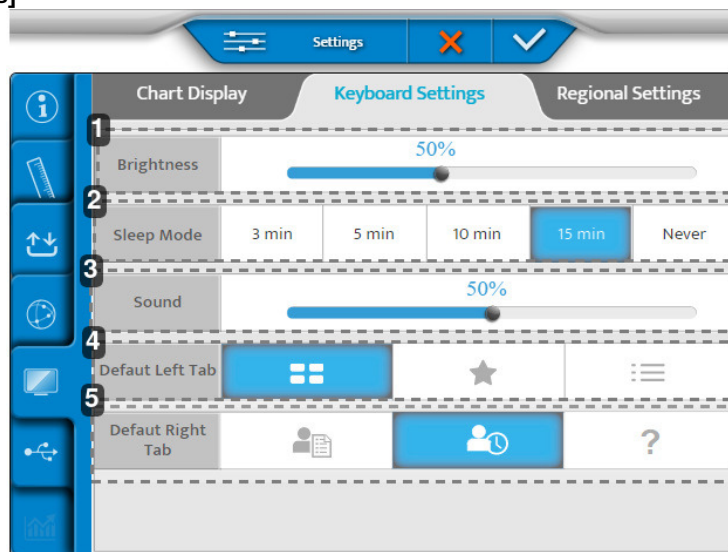 ]
Settings
Chart Display Keyboard Settings Regional Settings
1
Brightness 50%
2
Sleep Mode 3 min 5 min 10 min 15 min Never
3
Sound 50%
4
Defaut Left Tab
5
Defaut Right
Tab ?